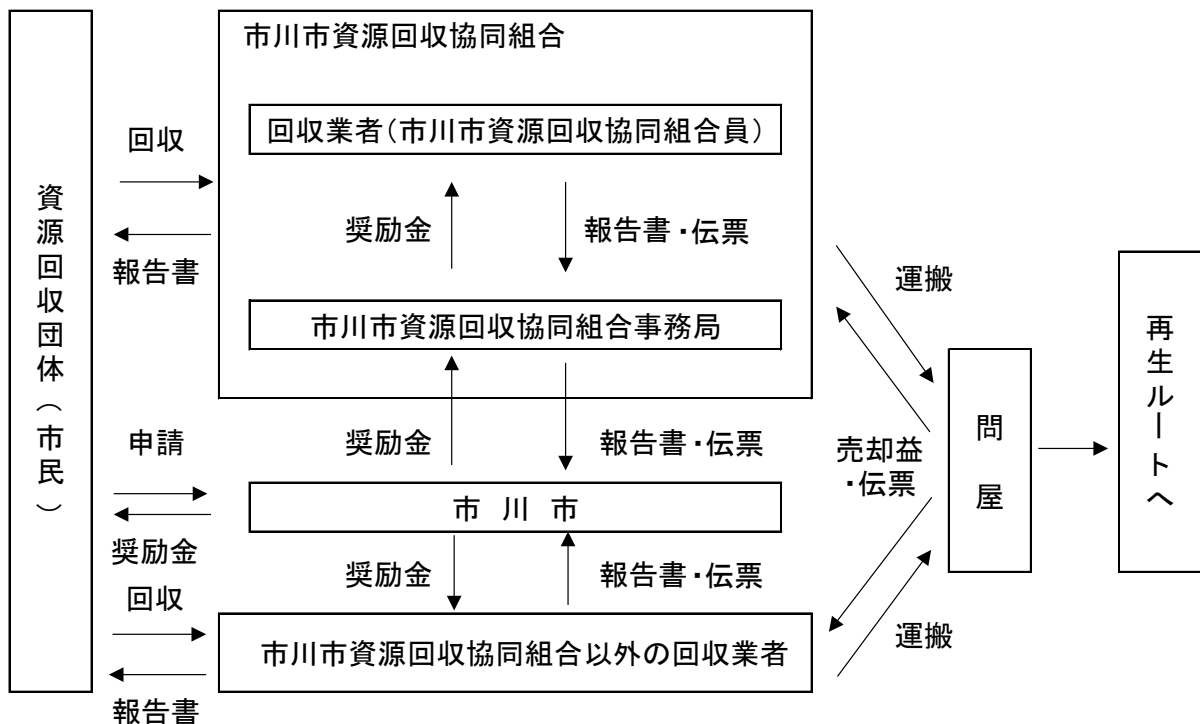 市川市資源回収協同組合
回収業者(市川市資源回収協同組合員)
回収
報告書
奨励金
報告書・伝票
市川市資源回収協同組合事務局
資源回収団体(市民)
運搬
再生ルートへ
問屋
売却益
・伝票
申請
奨励金
奨励金
報告書・伝票
市川市
奨励金
報告書・伝票
回収
報告書
市川市資源回収協同組合以外の回収業者
運搬